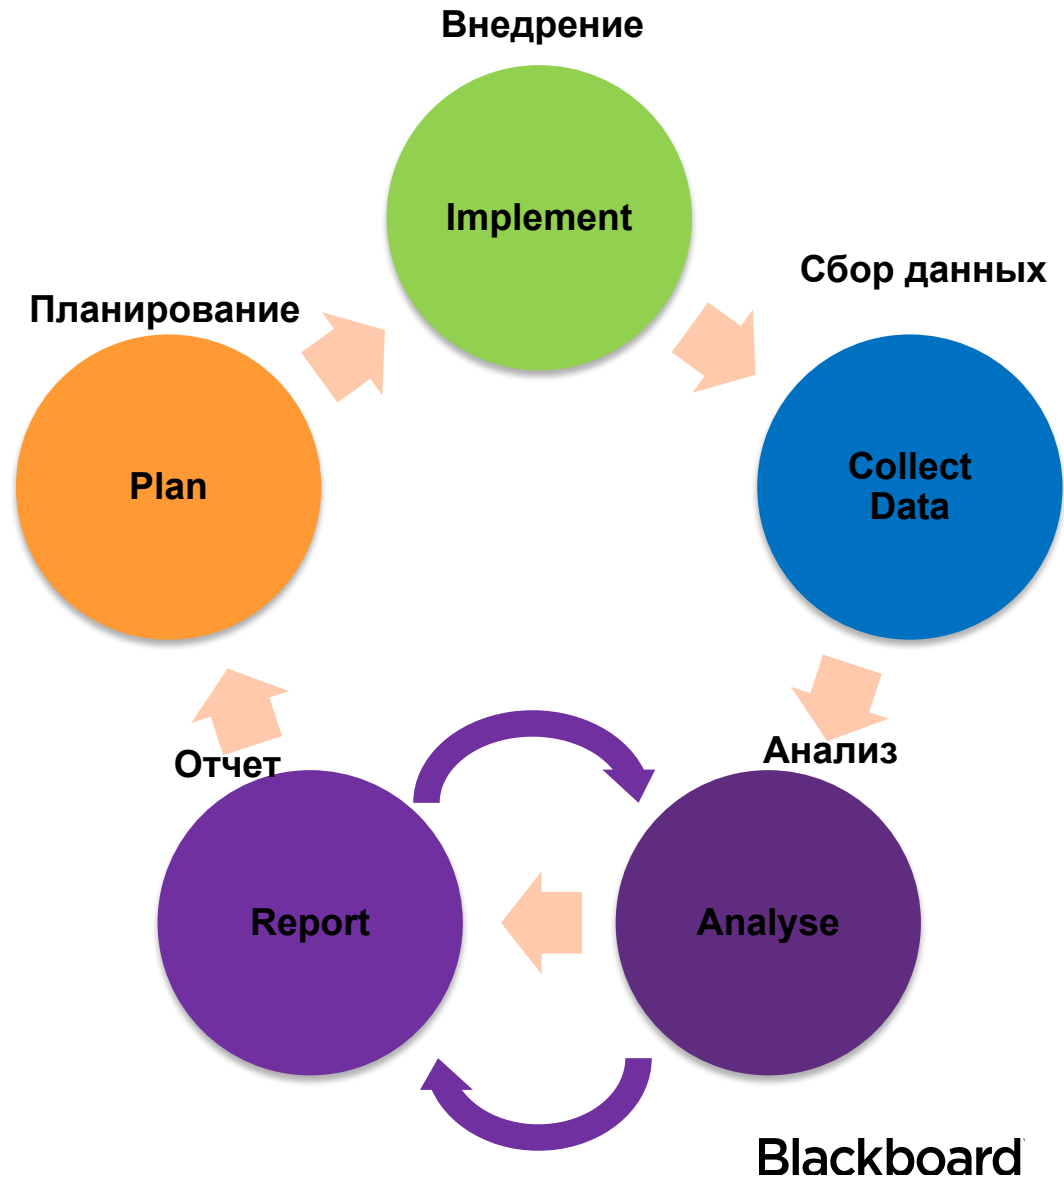 Внедрение
Implement
Сбор данных
Планирование
Plan
Collect
Data
Анализ
Отчет
Report
Analyse
Blackboard